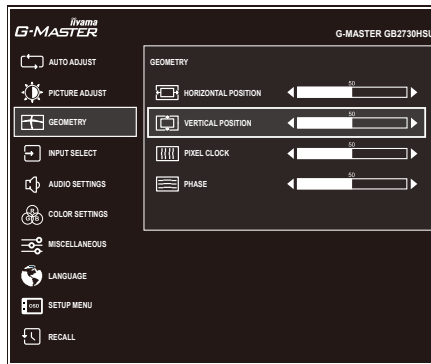 iiyama
G-MASTER
G-MASTER GB2730HSU
AUTO ADJUST
PICTURE ADJUST
GEOMETRY
INPUT SELECT
AUDIO SETTINGS
R
G B
COLOR SETTINGS
MISCELLANEOUS
LANGUAGE
OSD
SETUP MENU
RECALL
GEOMETRY
HORIZONTAL POSITION
50
VERTICAL POSITION
50
PIXEL CLOCK
50
PHASE
50